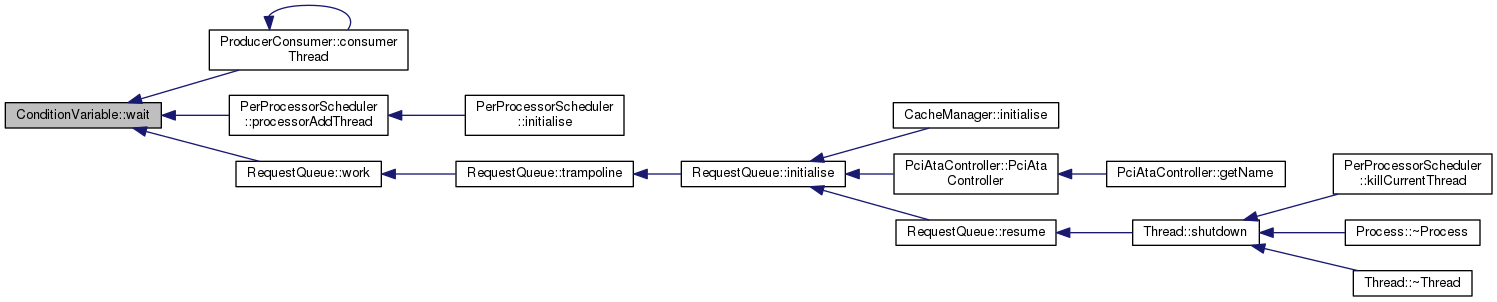 ProducerConsumer::consumer
Thread
ConditionVariable::wait
PerProcessorScheduler
::processorAddThread
PerProcessorScheduler
::initialise
RequestQueue::work
RequestQueue::trampoline
RequestQueue::initialise
CacheManager::initialise
PciAtaController::PciAta
Controller
PciAtaController::getName
RequestQueue::resume
Thread::shutdown
PerProcessorScheduler
::killCurrentThread
Process::~Process
Thread::~Thread